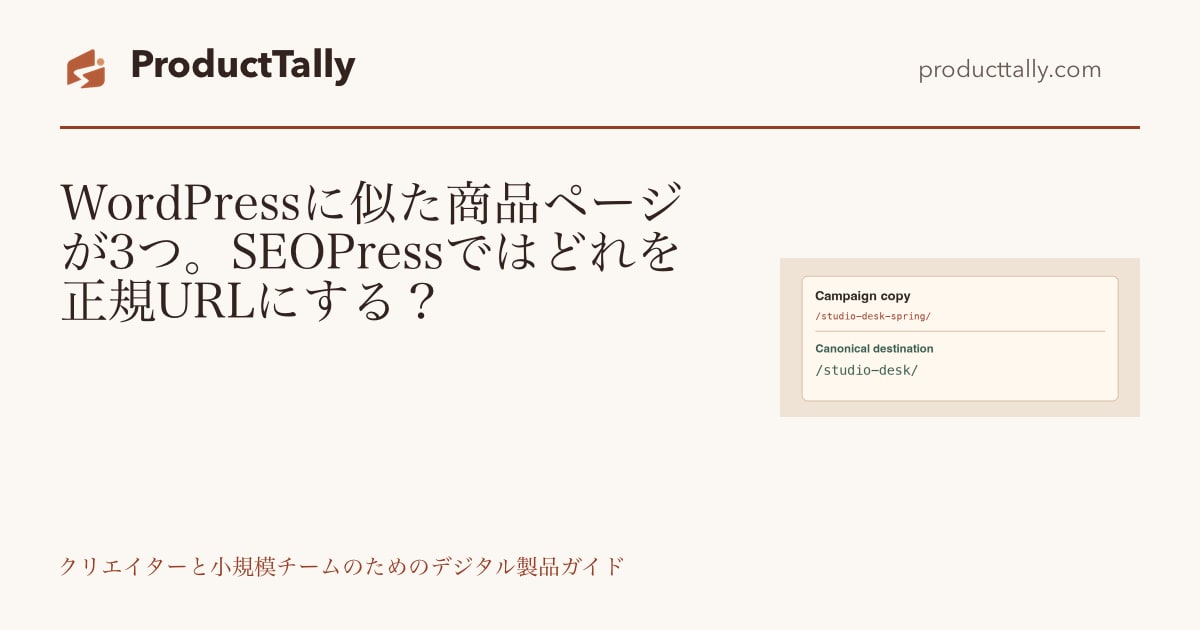 ProductTally
producttally.com
WordPressに似た商品ページ
が3つ。SEOPressではどれを
正規URLにする？
Campaign copy
/studio-desk-spring/
Canonical destination
/studio-desk/
クリエイターと小規模チームのためのデジタル製品ガイド